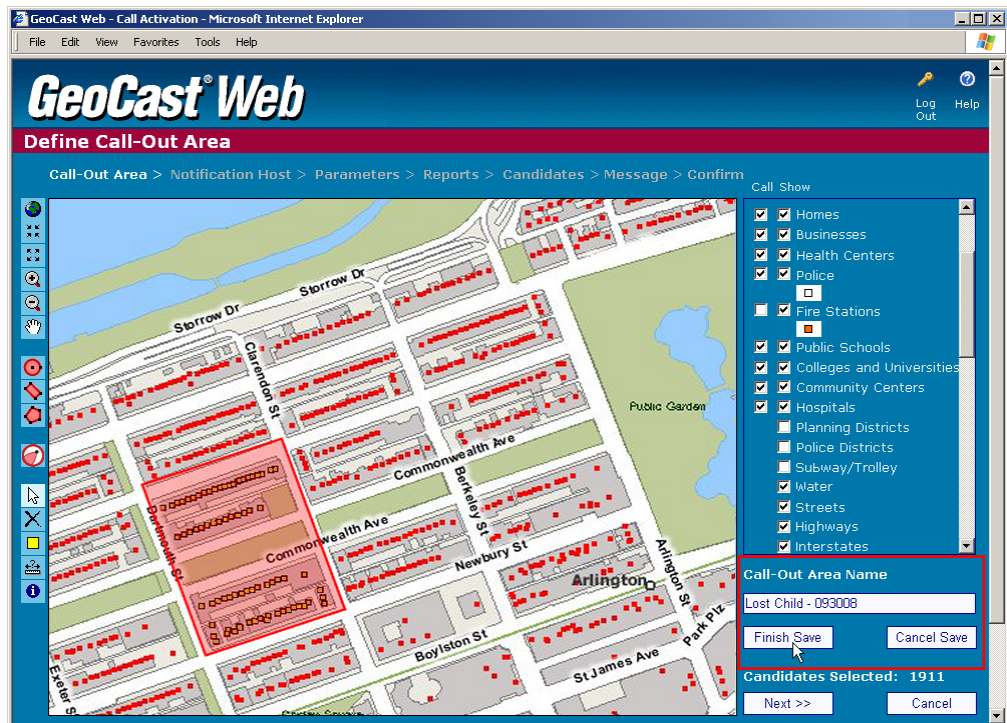 GeoCast Web - Call Activation - Microsoft Internet Explorer
File Edit View Favorites Tools Help
GeoCast® Web
Log Out
Help
Define Call-Out Area
Call-Out Area > Notification Host > Parameters > Reports > Candidates > Message > Confirm
Call Show
Homes
Businesses
Health Centers
Police
Fire Stations
Public Schools
Colleges and Universities
Community Centers
Hospitals
Planning Districts
Police Districts
Subway/Trolley
Water
Streets
Highways
Interstates
Storrow Dr
Storrow Dr
Clarendon St
Public Garden
Commonwealth Ave
Berkeley St
Dartmouth St
Commonwealth Ave
Newbury St
Arlington
Arlington St
Park Plz
Boylston St
St James Ave
Exeter St
Call-Out Area Name
Lost Child - 093008
Finish Save
Cancel Save
Candidates Selected: 1911
Next >>
Cancel